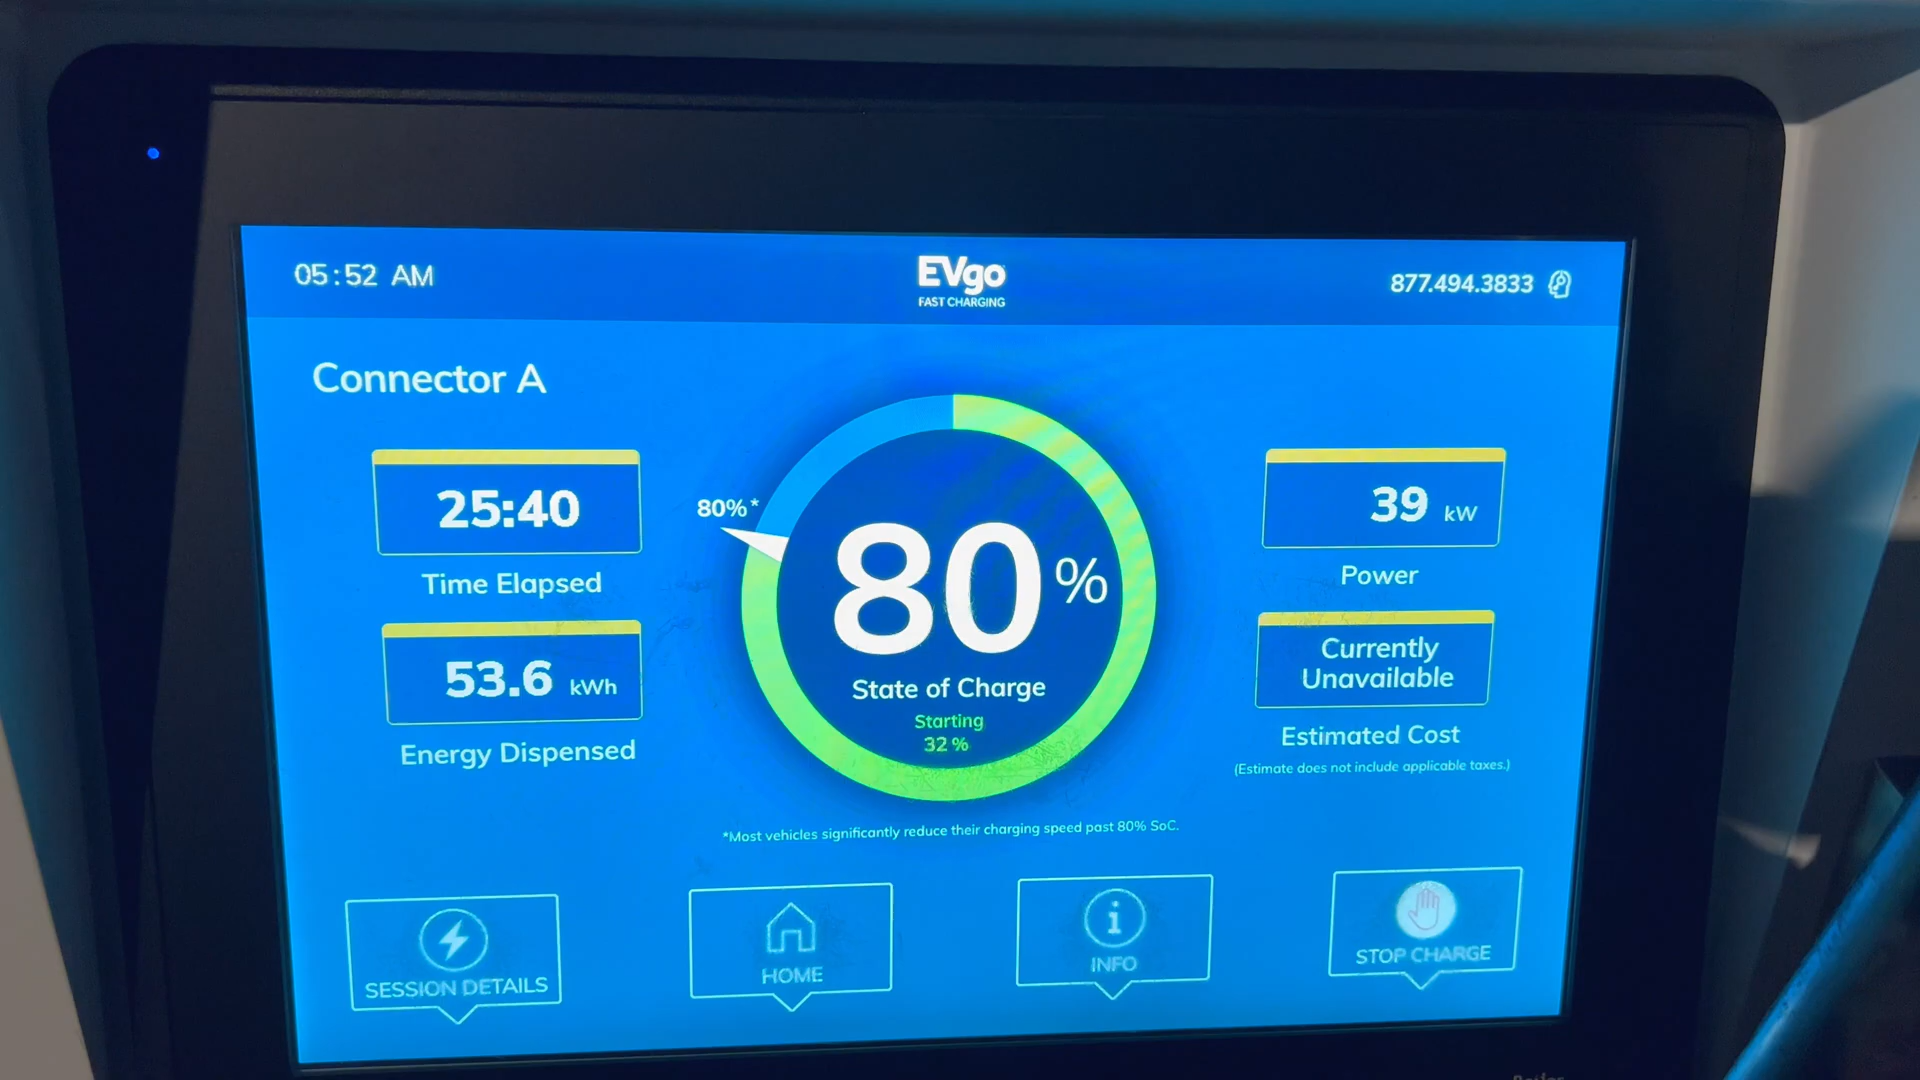 05:52 AM
EVgo
FAST CHARGING
877.494.3833
Connector A
25:40
Time Elapsed
53.6 kWh
Energy Dispensed
80%*
80%
State of Charge
Starting
32 %
39 kW
Power
Currently
Unavailable
Estimated Cost
(Estimate does not include applicable taxes.)
*Most vehicles significantly reduce their charging speed past 80% SoC.
SESSION DETAILS
HOME
INFO
STOP CHARGE